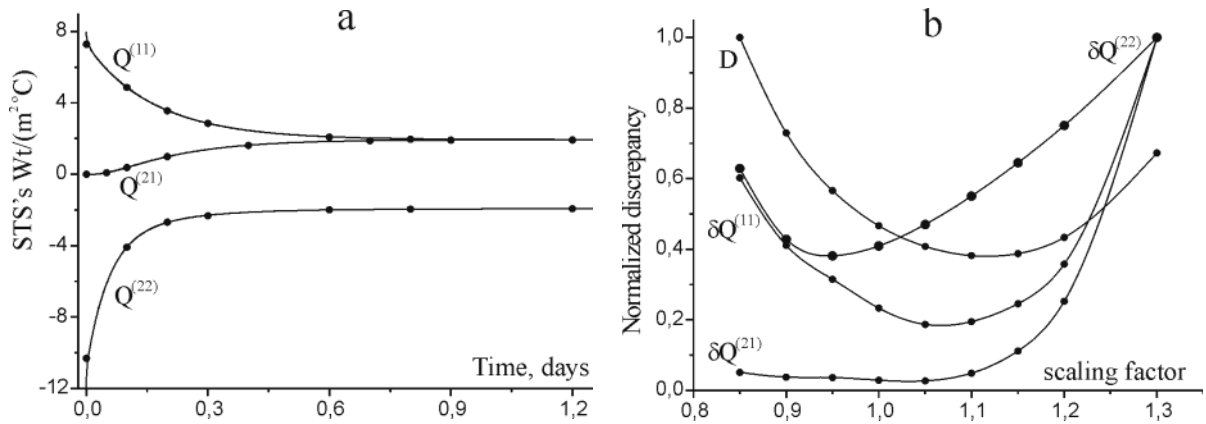 a
STS's Wt/(m²°C)
8
4
0
-4
-8
-12
Q(11)
Q(21)
Q(22)
Time, days
0,0 0,3 0,6 0,9 1,2
b
Normalized discrepancy
1,0
0,8
0,6
0,4
0,2
0,0
D
δQ(22)
δQ(11)
δQ(21)
scaling factor
0,8 0,9 1,0 1,1 1,2 1,3